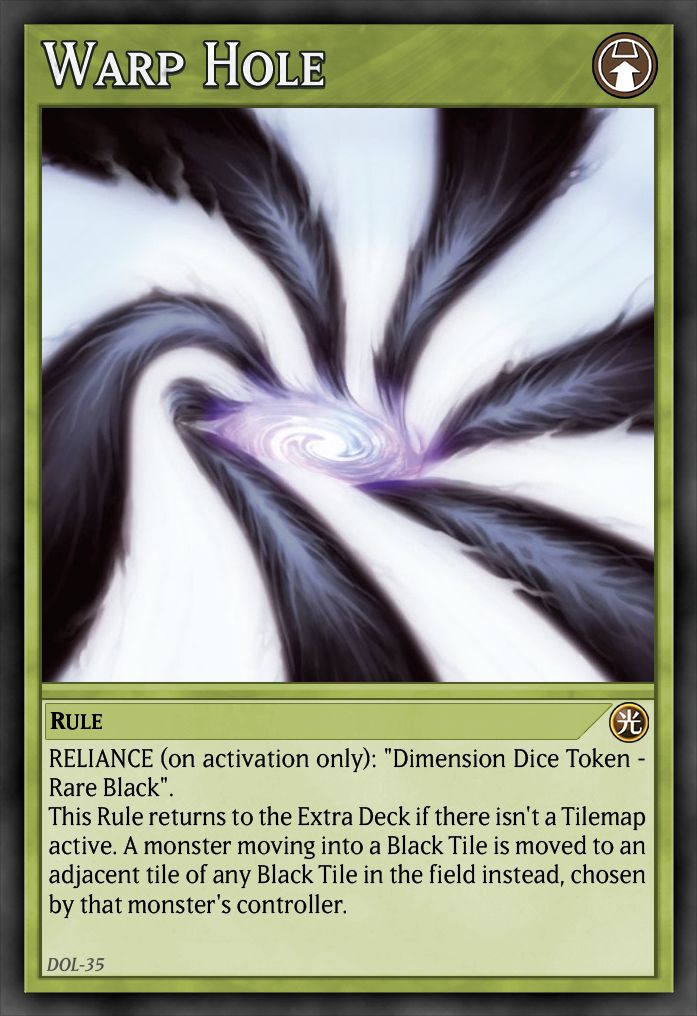 Warp Hole
Rule
光
RELIANCE (on activation only): "Dimension Dice Token -
Rare Black".
This Rule returns to the Extra Deck if there isn't a Tilemap
active. A monster moving into a Black Tile is moved to an
adjacent tile of any Black Tile in the field instead, chosen
by that monster's controller.
DOL-35